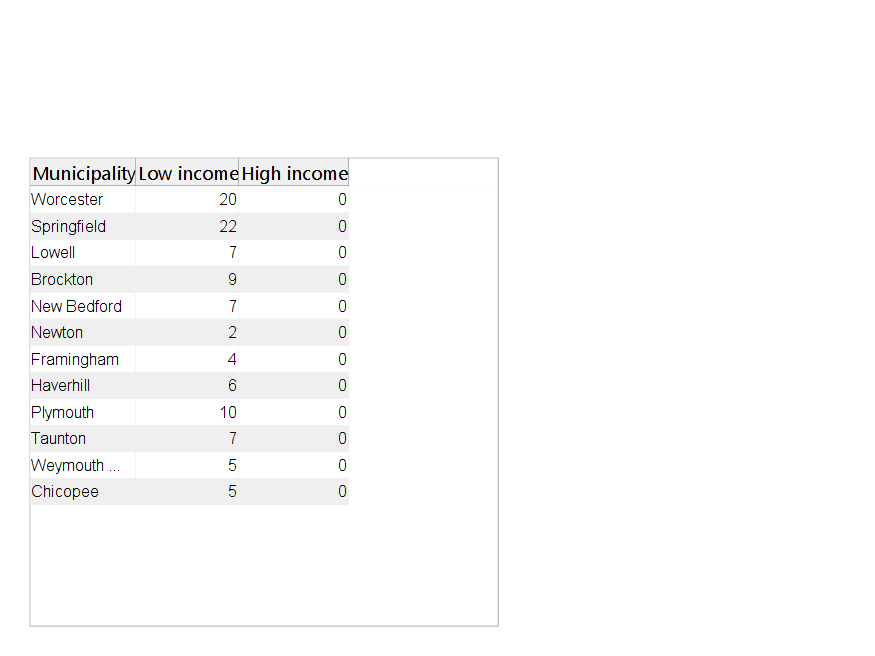 Municipality Low income High income
Worcester 20 0
Springfield 22 0
Lowell 7 0
Brockton 9 0
New Bedford 7 0
Newton 2 0
Framingham 4 0
Haverhill 6 0
Plymouth 10 0
Taunton 7 0
Weymouth ... 5 0
Chicopee 5 0